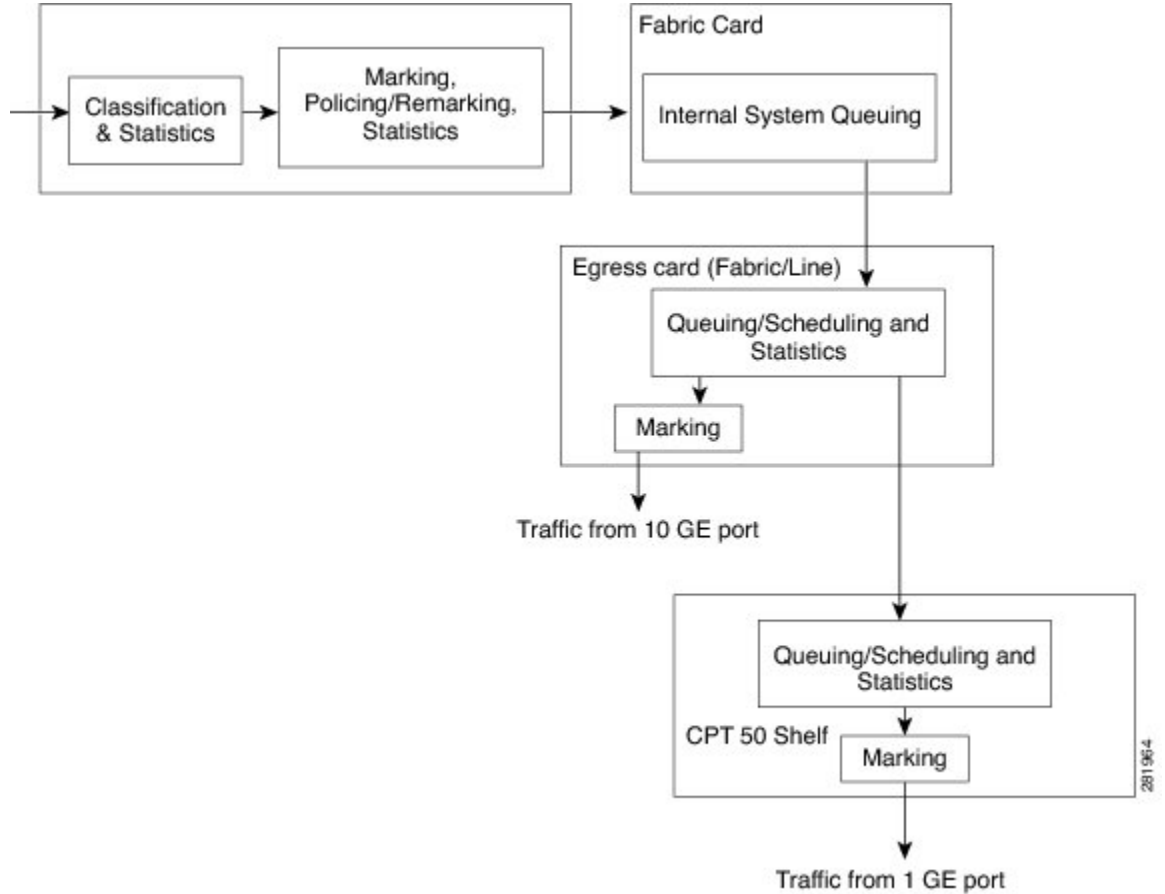 Fabric Card
Classification
& Statistics
Marking,
Policing/Remarking,
Statistics
Internal System Queuing
Egress card (Fabric/Line)
Queuing/Scheduling and
Statistics
Marking
Traffic from 10 GE port
Queuing/Scheduling and
Statistics
CPT 50 Shelf
Marking
281964
Traffic from 1 GE port